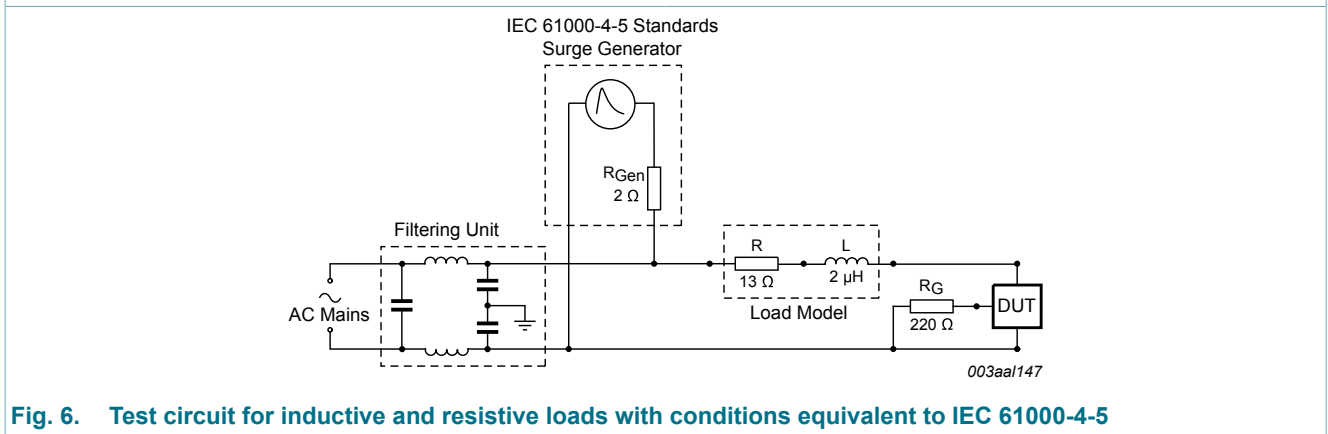 IEC 61000-4-5 Standards
Surge Generator
RGen
2 Ω
Filtering Unit
R
L
13 Ω
2 μH
RG
AC Mains
Load Model
220 Ω
DUT
003aal147
Fig. 6. Test circuit for inductive and resistive loads with conditions equivalent to IEC 61000-4-5